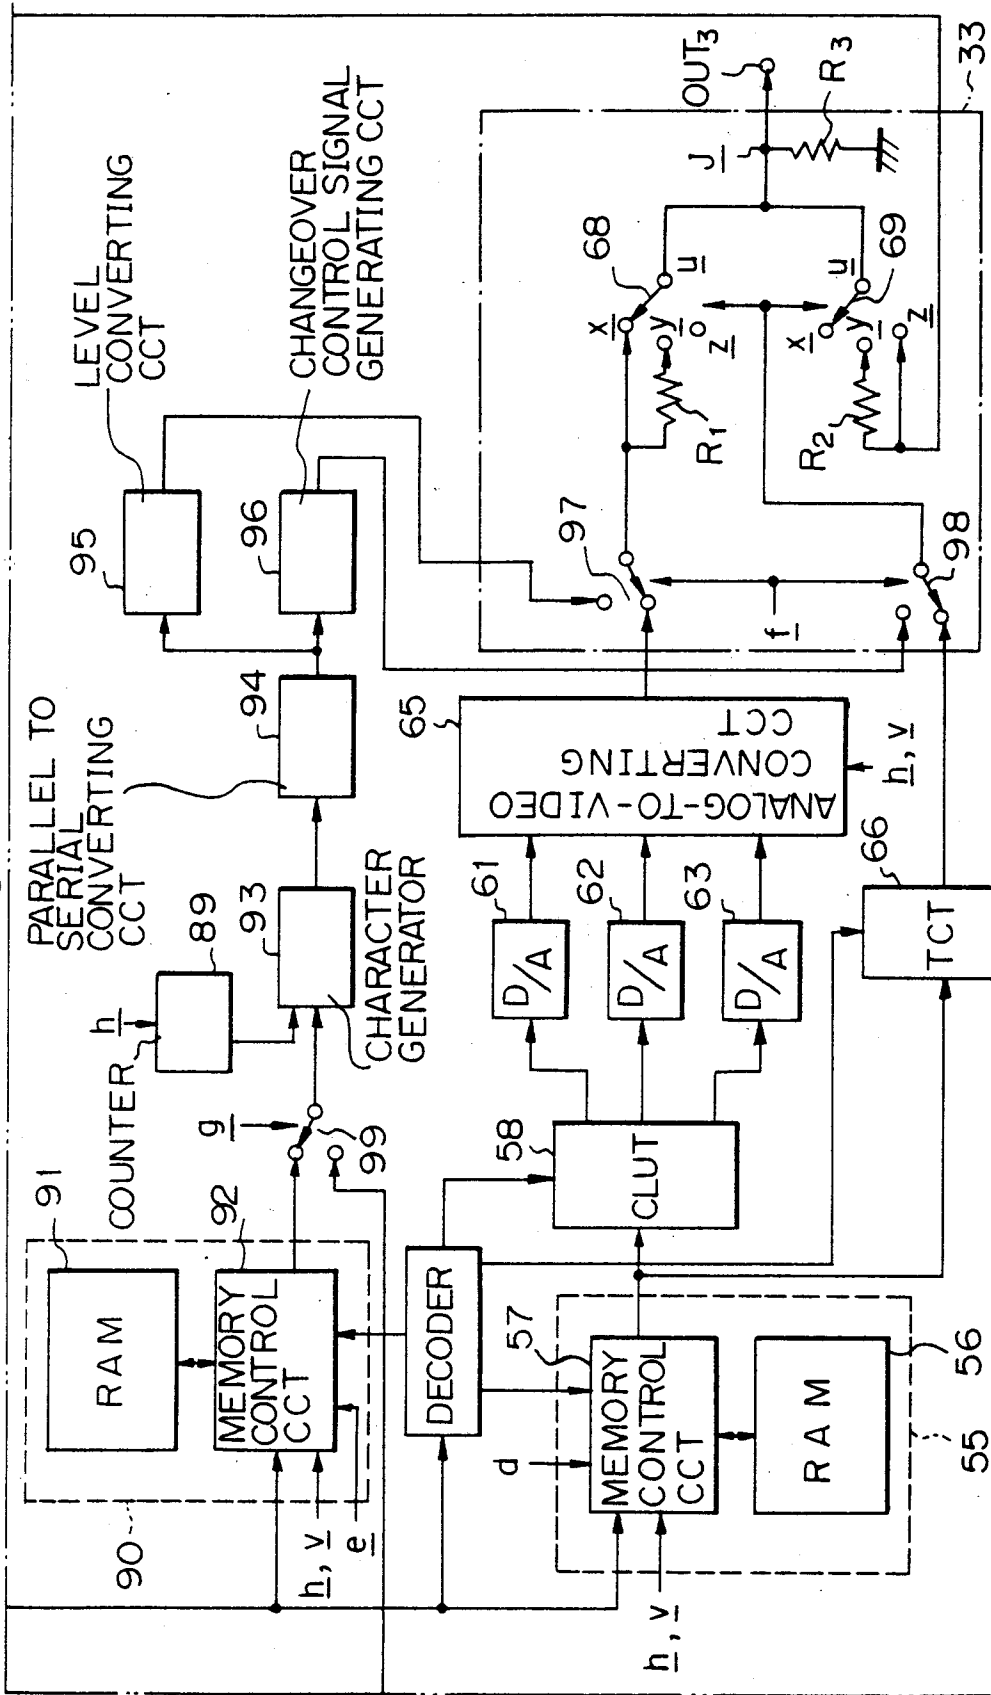 90
91
RAM
92
MEMORY
CONTROL
CCT
h, v
e
COUNTER
h
89
g
99
PARALLEL TO
SERIAL
CONVERTING
CCT
93
CHARACTER
GENERATOR
94
LEVEL
CONVERTING
CCT
95
CHANGEOVER
CONTROL SIGNAL
GENERATING CCT
96
DECODER
d
57
MEMORY
CONTROL
CCT
h, v
RAM
56
55
58
CLUT
61
D/A
62
D/A
63
D/A
65
ANALOG-TO-VIDEO
CONVERTING
CCT
h, v
66
TCT
97
f
98
R1
x
y
z
68
u
R2
x
y
z
69
u
J
OUT3
R3
33